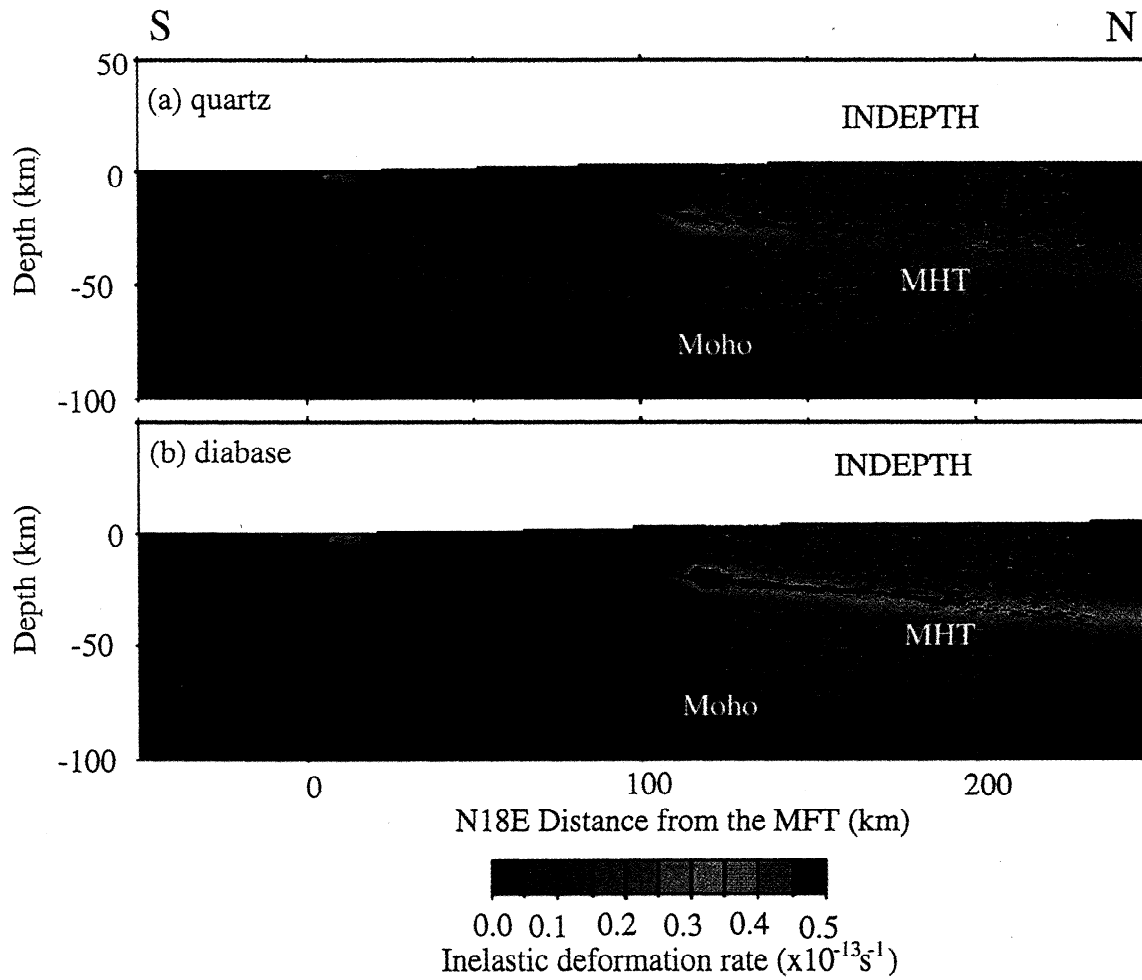 S N
50
(a) quartz
INDEPTH
0
Depth (km)
MHT
-50
Moho
-100
(b) diabase
INDEPTH
0
Depth (km)
MHT
-50
Moho
-100
0 100 200
N18E Distance from the MFT (km)
0.0 0.1 0.2 0.3 0.4 0.5
Inelastic deformation rate (x10⁻¹³s⁻¹)